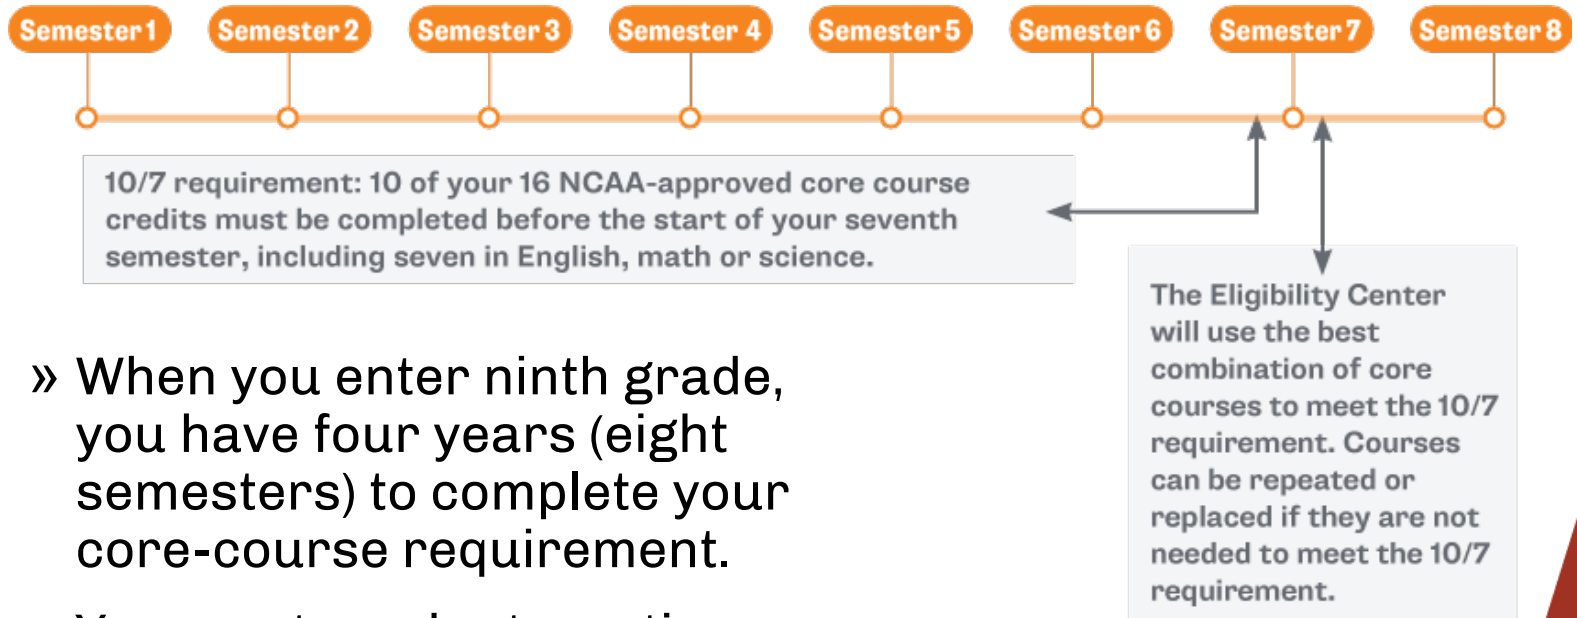 Semester 1 Semester 2 Semester 3 Semester 4 Semester 5 Semester 6 Semester 7 Semester 8
10/7 requirement: 10 of your 16 NCAA-approved core course
credits must be completed before the start of your seventh
semester, including seven in English, math or science.
The Eligibility Center
will use the best
combination of core
courses to meet the 10/7
requirement. Courses
can be repeated or
replaced if they are not
needed to meet the 10/7
requirement.
» When you enter ninth grade,
you have four years (eight
semesters) to complete your
core-course requirement.